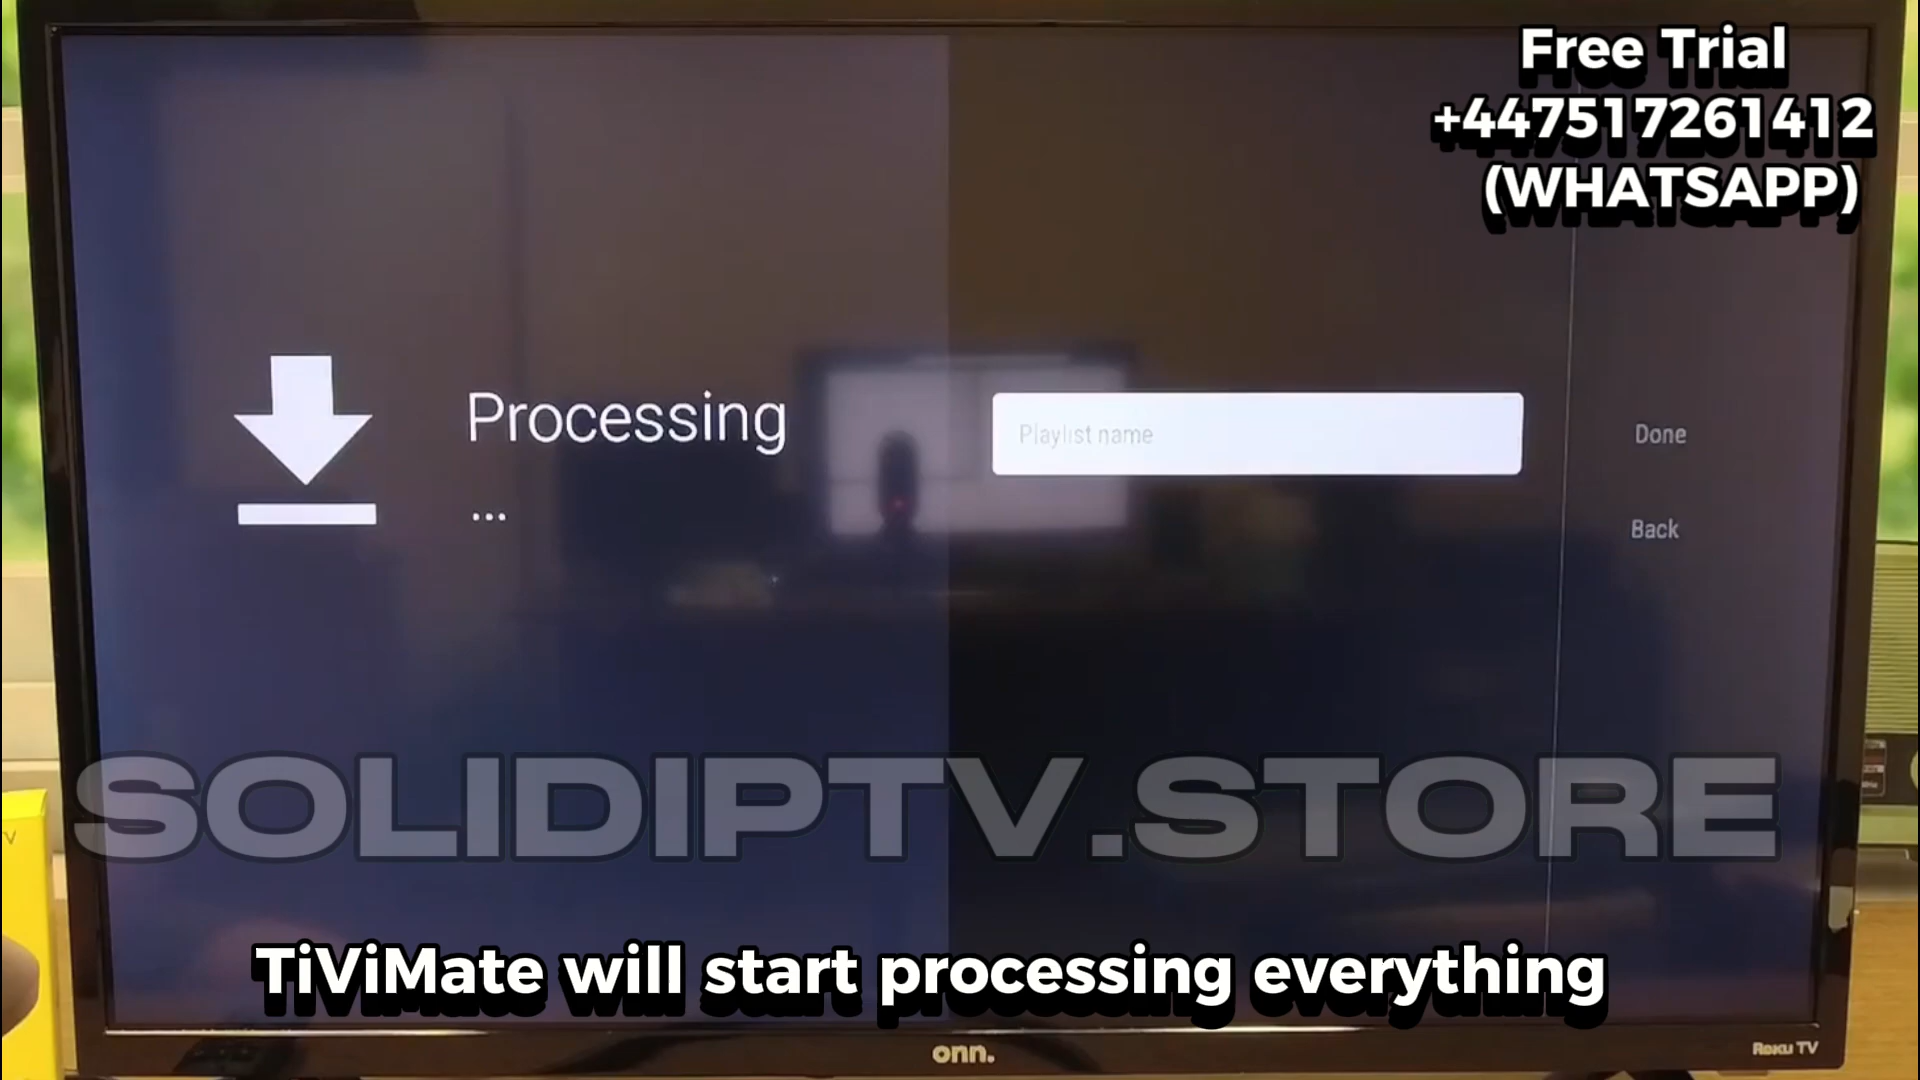 Free Trial
+447517261412
(WHATSAPP)
Processing
...
Playlist name
Done
Back
SOLIDIPTV.STORE
TiViMate will start processing everything
onn.
Roku TV